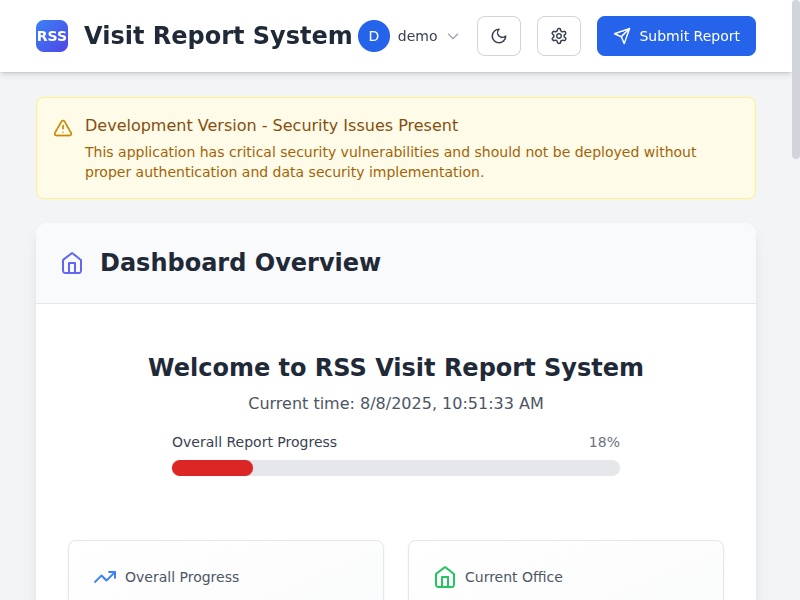 RSS Visit Report System D demo Submit Report
Development Version - Security Issues Present
This application has critical security vulnerabilities and should not be deployed without
proper authentication and data security implementation.
Dashboard Overview
Welcome to RSS Visit Report System
Current time: 8/8/2025, 10:51:33 AM
Overall Report Progress 18%
Overall Progress
Current Office